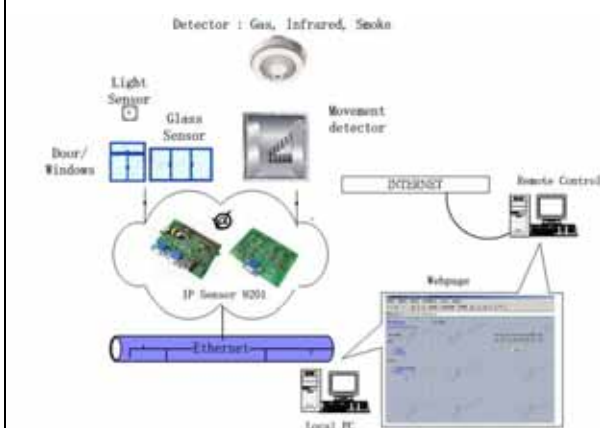 Detector : Gas, Infrared, Smoke
Light
Sensor
Glass
Sensor
Movement
detector
Door/
Windows
INTERNET
Remote Control
Webpage
IP Sensor
Ethernet
Local PC